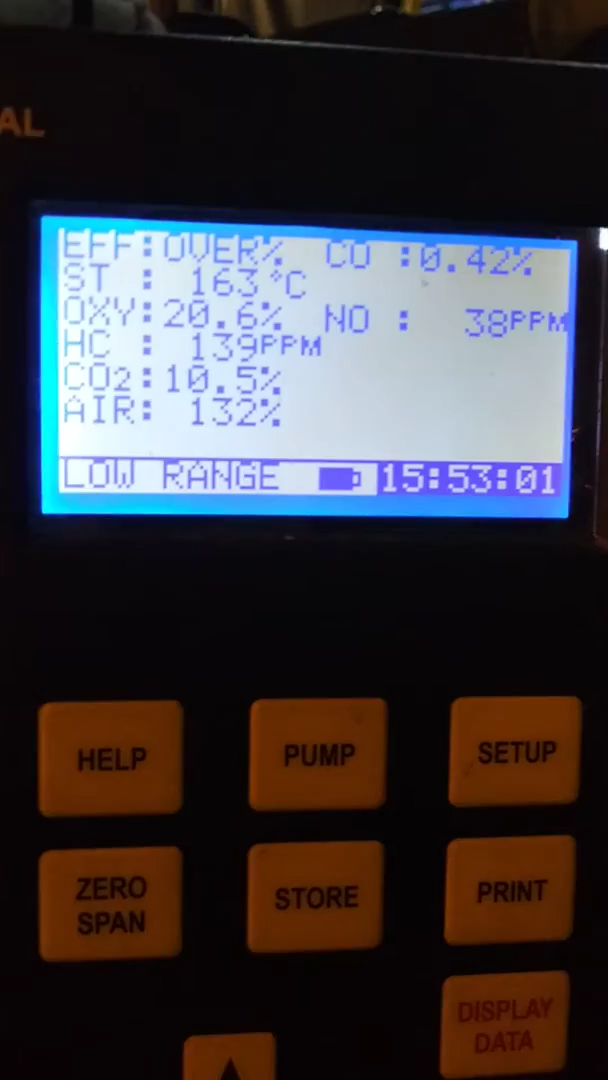 AL
EFF:OVER% CO :0.42%
ST : 163°C
OXY:20.6% NO : 38PPM
HC : 139PPM
CO2:10.5%
AIR: 132%
LOW RANGE 15:53:01
HELP PUMP SETUP
ZERO SPAN STORE PRINT
DISPLAY DATA